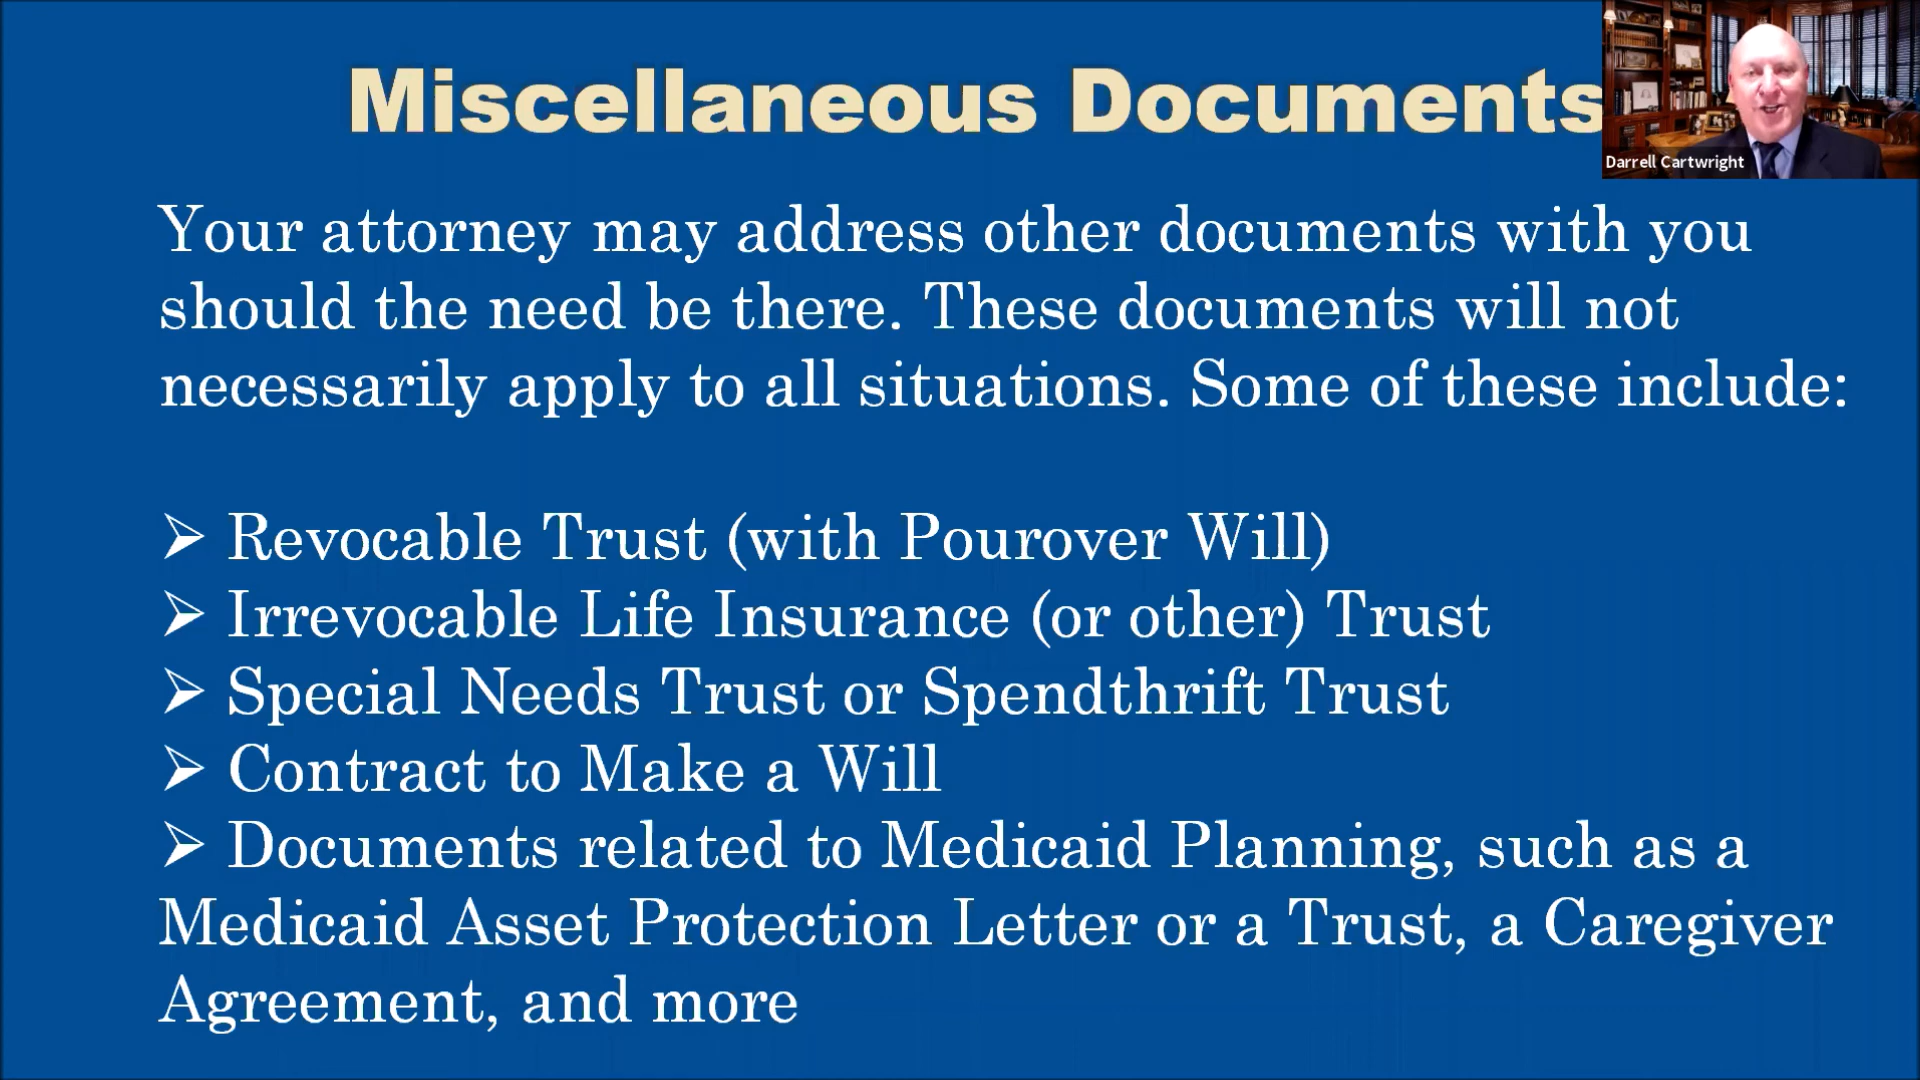 Miscellaneous Documents
Darrell Cartwright
Your attorney may address other documents with you
should the need be there. These documents will not
necessarily apply to all situations. Some of these include:
➢ Revocable Trust (with Pourover Will)
➢ Irrevocable Life Insurance (or other) Trust
➢ Special Needs Trust or Spendthrift Trust
➢ Contract to Make a Will
➢ Documents related to Medicaid Planning, such as a
Medicaid Asset Protection Letter or a Trust, a Caregiver
Agreement, and more